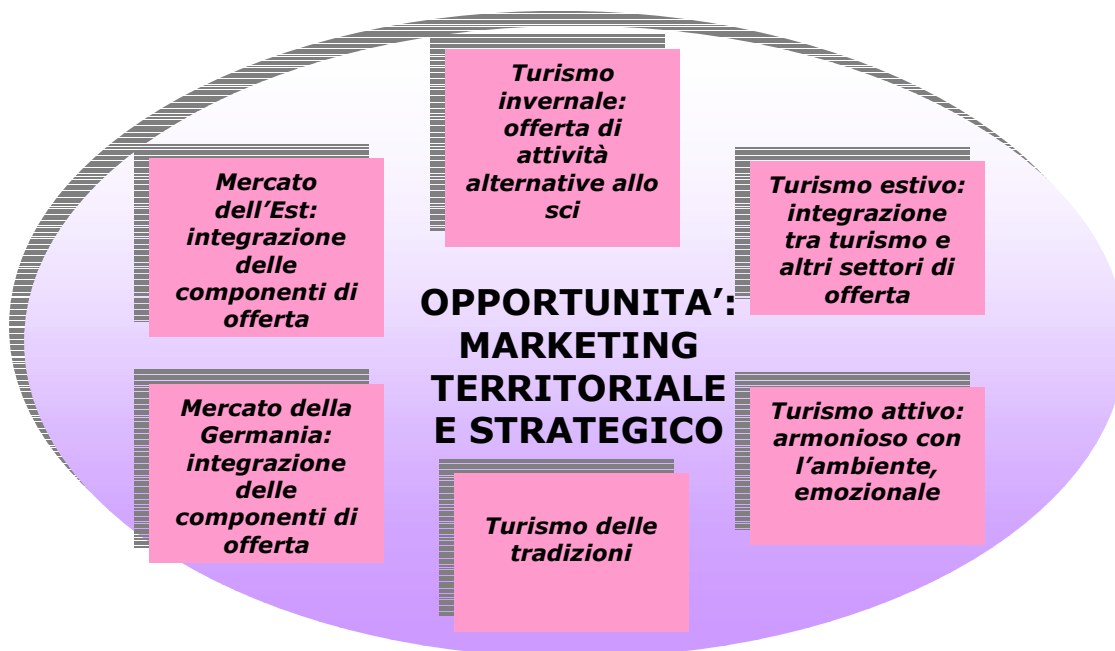 Turismo
invernale:
offerta di
attività
alternative allo
sci
Mercato
dell’Est:
integrazione
delle
componenti di
offerta
Turismo estivo:
integrazione
tra turismo e
altri settori di
offerta
OPPORTUNITA’:
MARKETING
TERRITORIALE
E STRATEGICO
Mercato della
Germania:
integrazione
delle
componenti di
offerta
Turismo attivo:
armonioso con
l’ambiente,
emozionale
Turismo delle
tradizioni